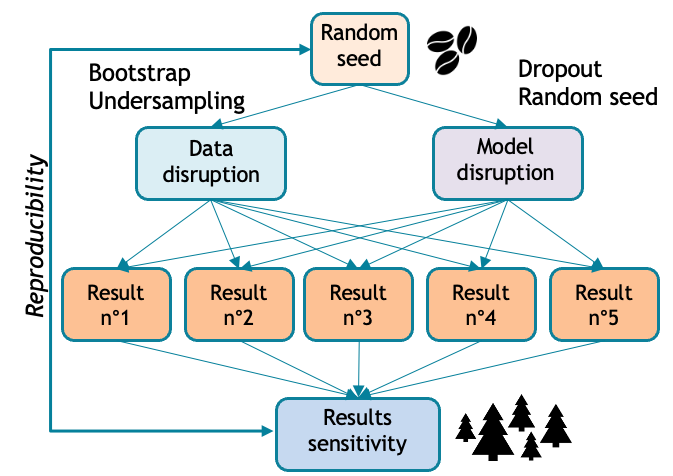 Random
seed
Bootstrap
Undersampling
Dropout
Random seed
Data
disruption
Model
disruption
Reproducibility
Result
n°1
Result
n°2
Result
n°3
Result
n°4
Result
n°5
Results
sensitivity